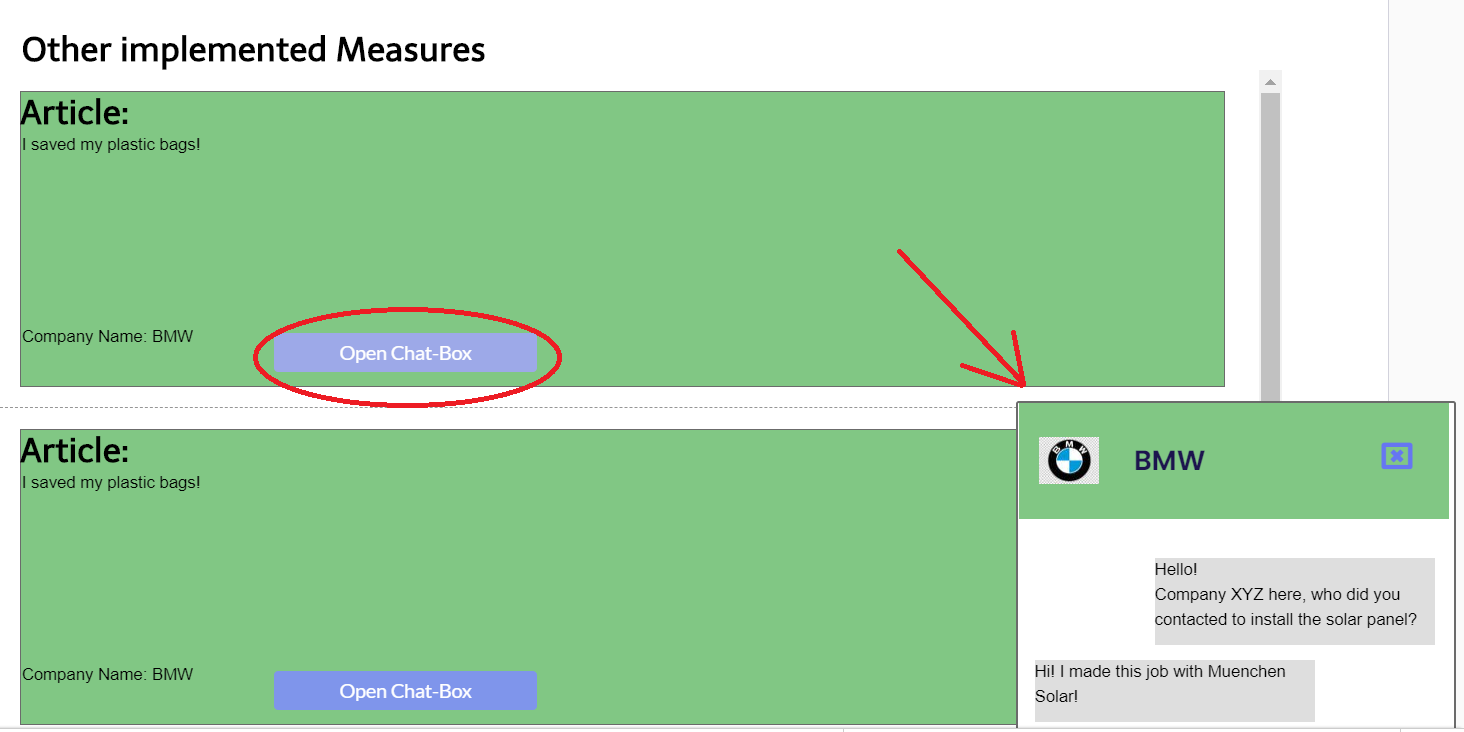 Other implemented Measures
Article:
I saved my plastic bags!
Company Name: BMW
Open Chat-Box
Article:
I saved my plastic bags!
Company Name: BMW
Open Chat-Box
BMW
BMW
Hello!
Company XYZ here, who did you
contacted to install the solar panel?
Hi! I made this job with Muenchen
Solar!